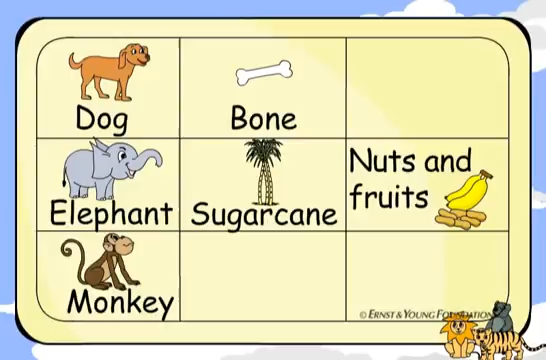 Dog
Bone
Elephant
Sugarcane
Nuts and
fruits
Monkey
© ERNST & YOUNG FOUNDATION